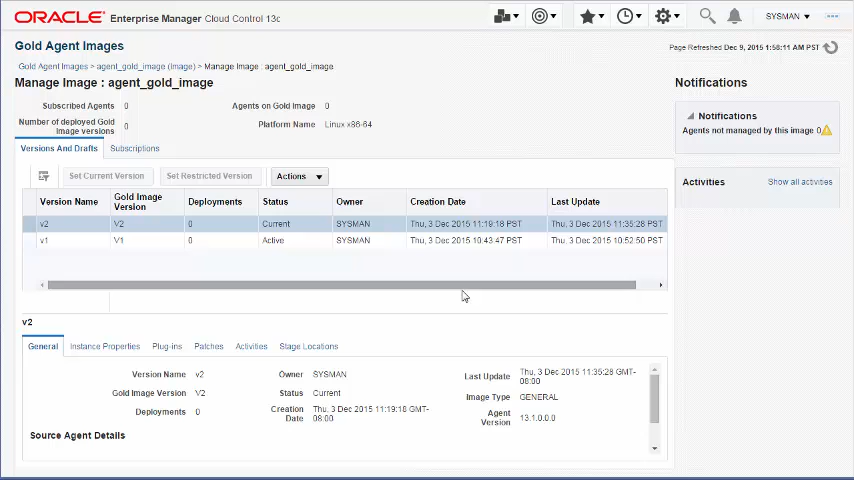 ORACLE Enterprise Manager Cloud Control 13c
SYSMAN
Gold Agent Images
Page Refreshed Dec 9, 2015 1:58:11 AM PST
Gold Agent Images > agent_gold_image (Image) > Manage Image : agent_gold_image
Manage Image : agent_gold_image
Subscribed Agents 0
Agents on Gold Image 0
Number of deployed Gold Image versions 0
Platform Name Linux x86-64
Versions And Drafts Subscriptions
Set Current Version Set Restricted Version Actions
Version Name Gold Image Version Deployments Status Owner Creation Date Last Update
v2 V2 0 Current SYSMAN Thu, 3 Dec 2015 11:19:18 PST Thu, 3 Dec 2015 11:35:28 PST
v1 V1 0 Active SYSMAN Thu, 3 Dec 2015 10:43:47 PST Thu, 3 Dec 2015 10:52:50 PST
v2
General Instance Properties Plug-ins Patches Activities Stage Locations
Version Name v2
Gold Image Version V2
Deployments 0
Owner SYSMAN
Status Current
Creation Date Thu, 3 Dec 2015 11:19:18 GMT-08:00
Last Update Thu, 3 Dec 2015 11:35:28 GMT-08:00
Image Type GENERAL
Agent Version 13.1.0.0.0
Source Agent Details
Notifications
Notifications
Agents not managed by this image 0
Activities Show all activities